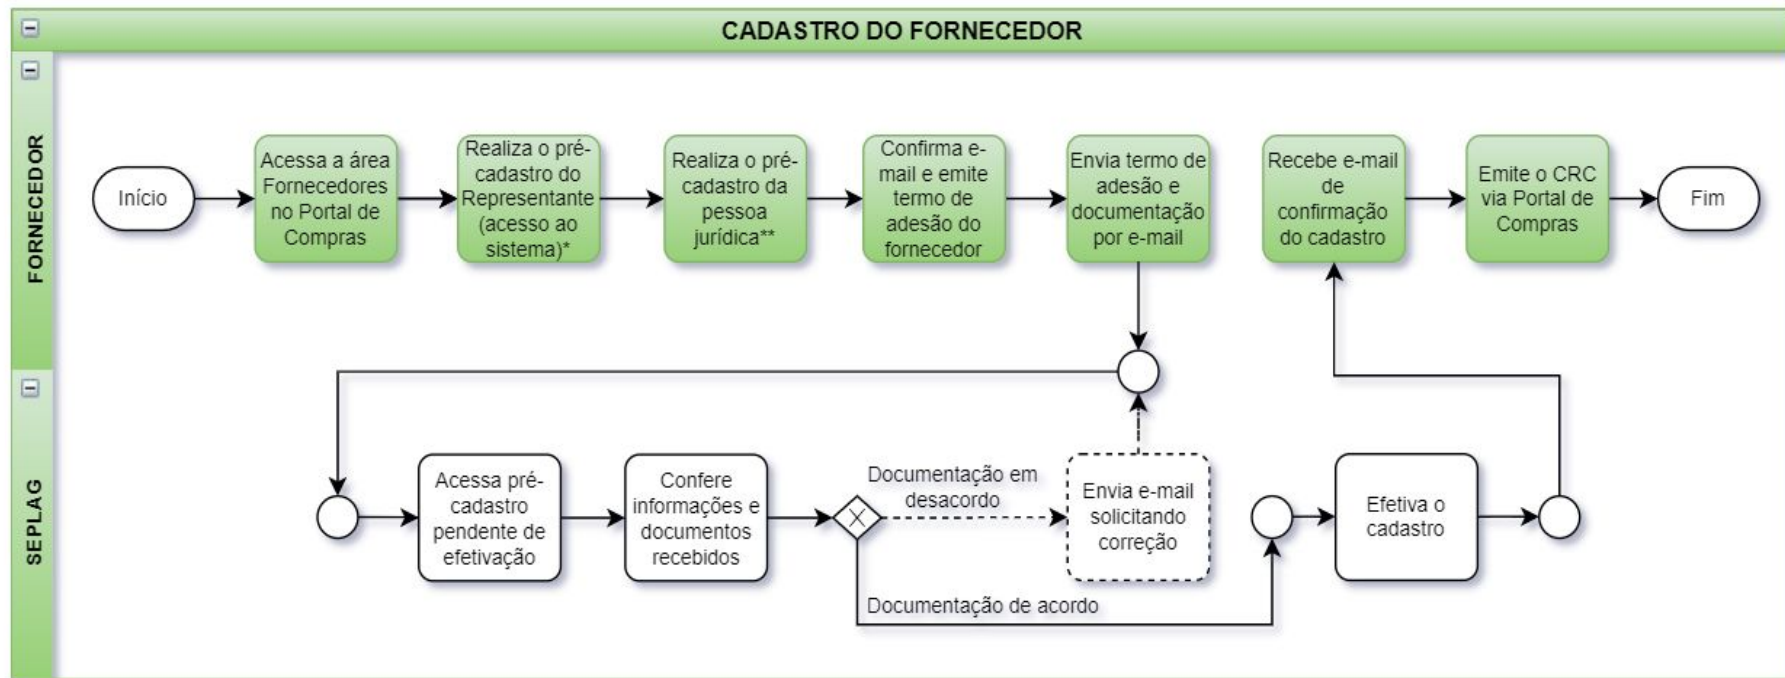 CADASTRO DO FORNECEDOR
FORNECEDOR
Início
Acessa a área
Fornecedores
no Portal de
Compras
Realiza o pré-
cadastro do
Representante
(acesso ao
sistema)*
Realiza o pré-
cadastro da
pessoa
jurídica**
Confirma e-
mail e emite
termo de
adesão do
fornecedor
Envia termo de
adesão e
documentação
por e-mail
Recebe e-mail
de
confirmação
do cadastro
Emite o CRC
via Portal de
Compras
Fim
SEPLAG
Acessa pré-
cadastro
pendente de
efetivação
Confere
informações e
documentos
recebidos
X
Documentação em
desacordo
Envia e-mail
solicitando
correção
Documentação de acordo
Efetiva o
cadastro